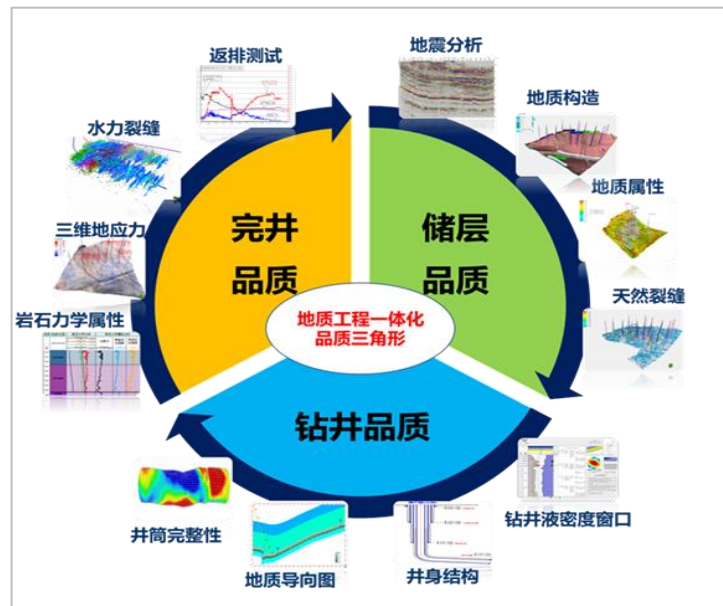 返排测试
地震分析
水力裂缝
地质构造
三维地应力
地质属性
岩石力学属性
天然裂缝
完井
品质
储层
品质
地质工程一体化
品质三角形
钻井品质
井筒完整性
地质导向图
井身结构
钻井液密度窗口